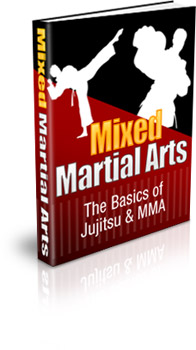 Mixed Martial Arts
Mixed
Martial Arts
The Basics of
Jujitsu & MMA